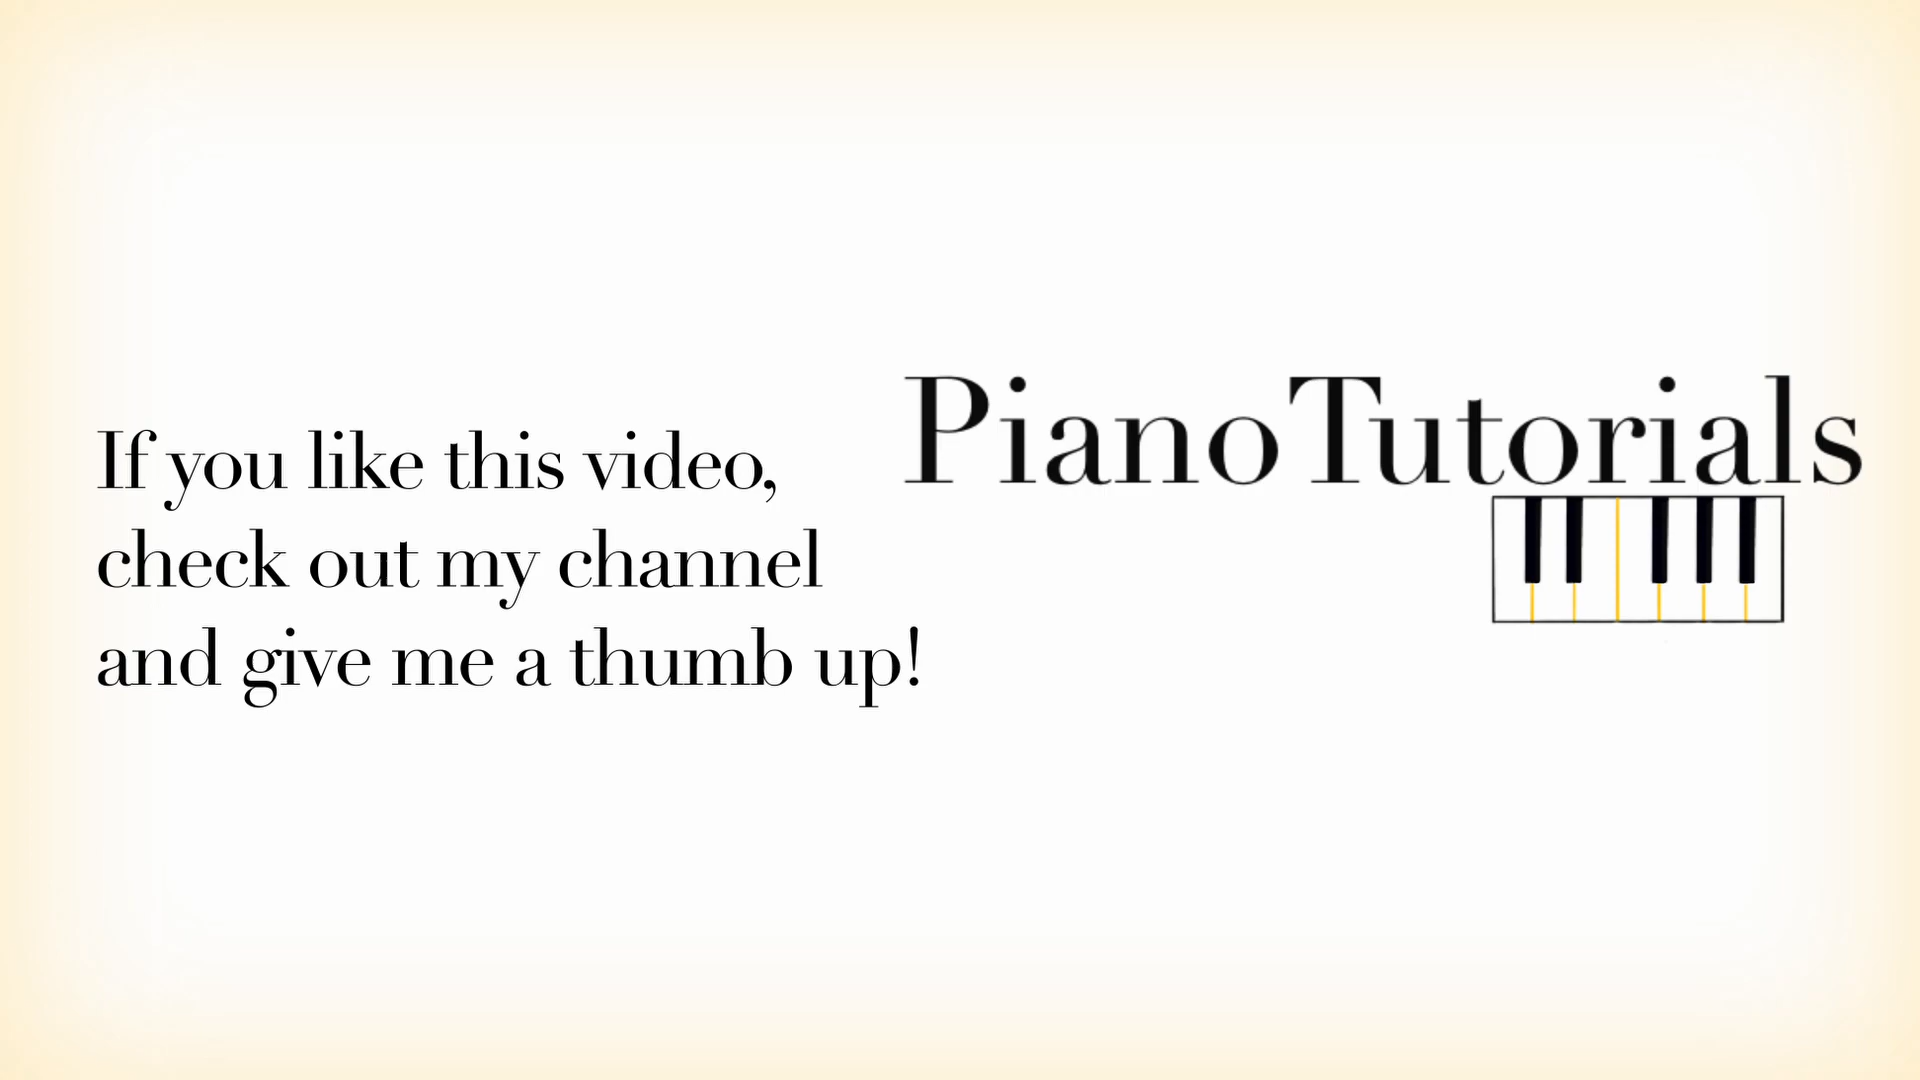 If you like this video,
check out my channel
and give me a thumb up!
PianoTutorials